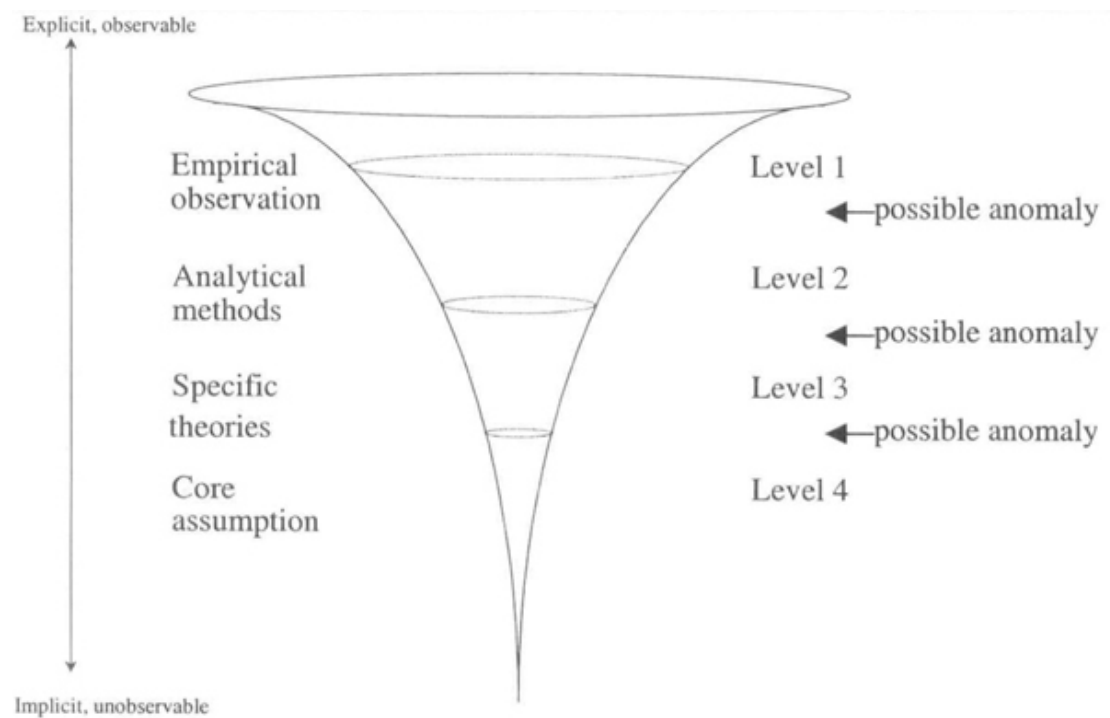 Explicit, observable
Empirical
observation
Level 1
possible anomaly
Analytical
methods
Level 2
possible anomaly
Specific
theories
Level 3
possible anomaly
Core
assumption
Level 4
Implicit, unobservable